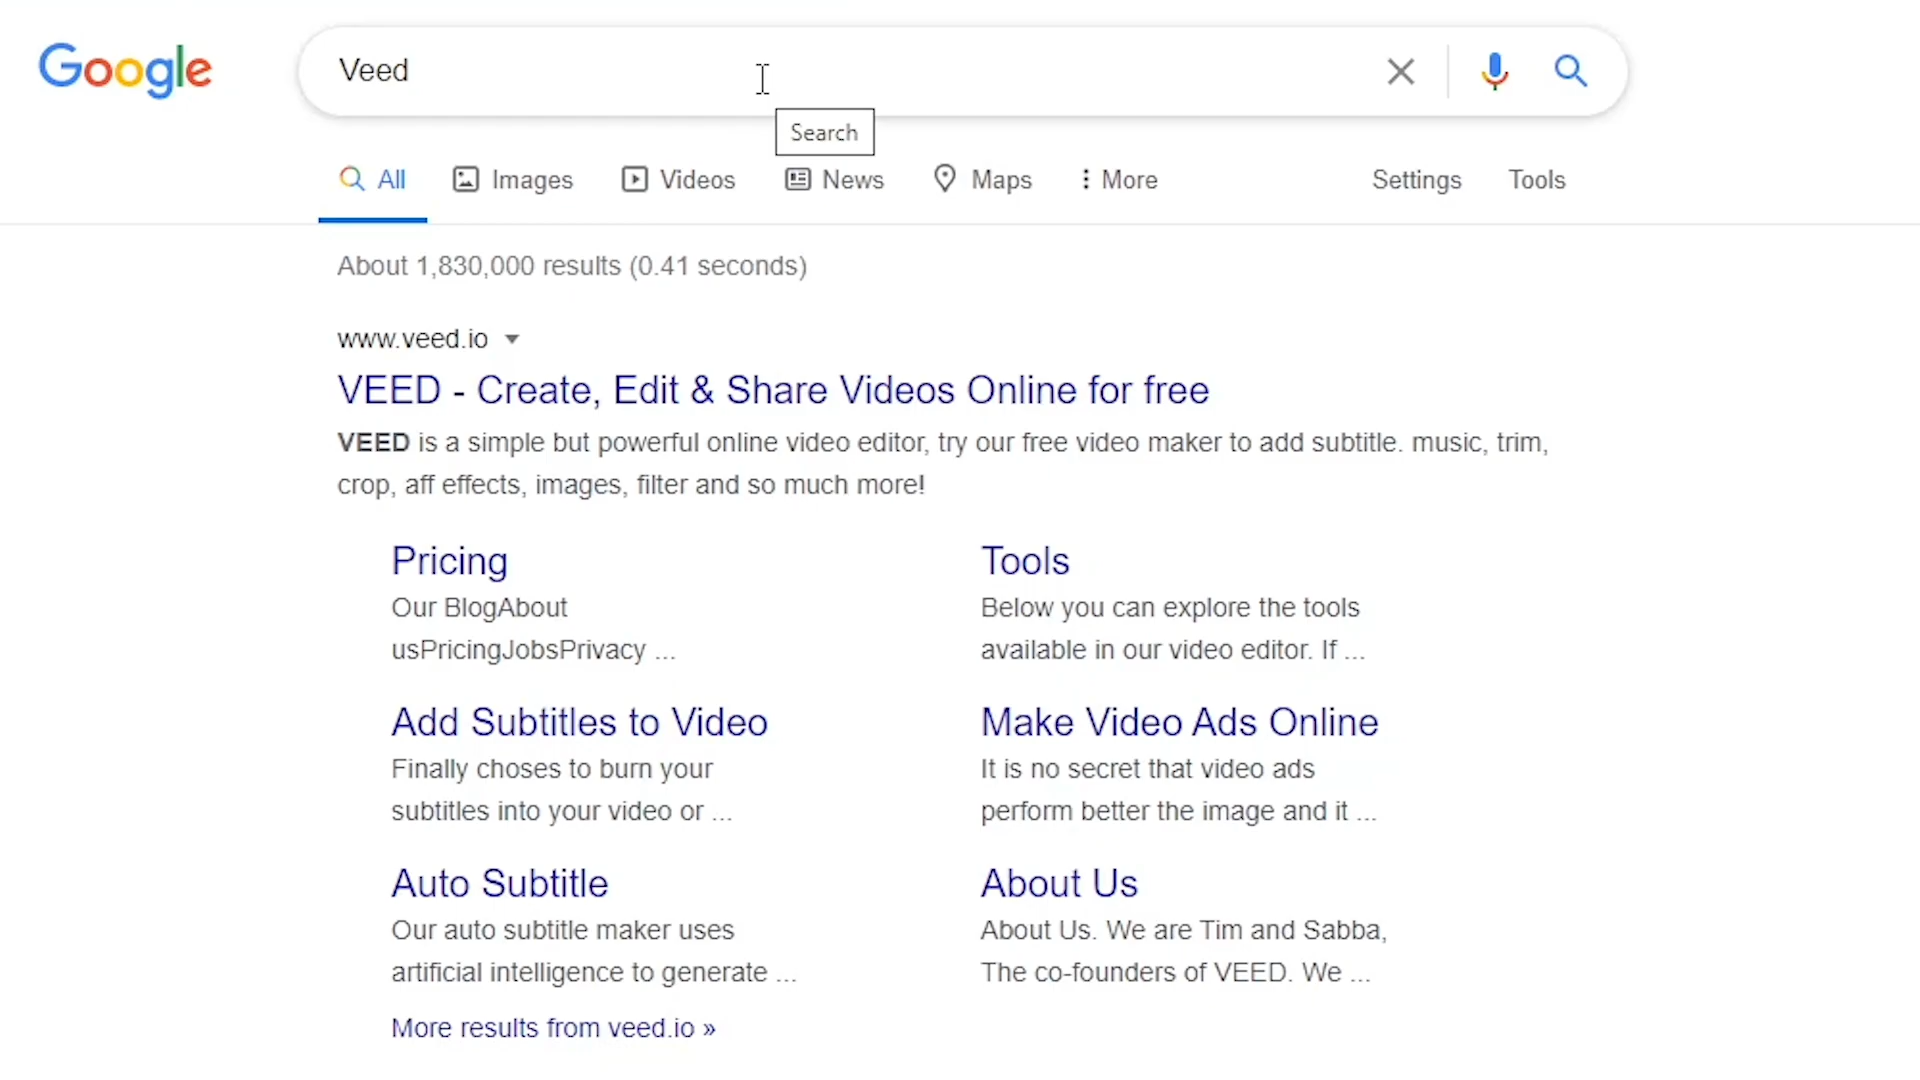 Google
Veed
Search
All Images Videos News Maps More Settings Tools
About 1,830,000 results (0.41 seconds)
www.veed.io
VEED - Create, Edit & Share Videos Online for free
VEED is a simple but powerful online video editor, try our free video maker to add subtitle. music, trim,
crop, aff effects, images, filter and so much more!
Pricing
Our BlogAbout
usPricingJobsPrivacy ...
Tools
Below you can explore the tools
available in our video editor. If ...
Add Subtitles to Video
Finally choses to burn your
subtitles into your video or ...
Make Video Ads Online
It is no secret that video ads
perform better the image and it ...
Auto Subtitle
Our auto subtitle maker uses
artificial intelligence to generate ...
About Us
About Us. We are Tim and Sabba,
The co-founders of VEED. We ...
More results from veed.io »